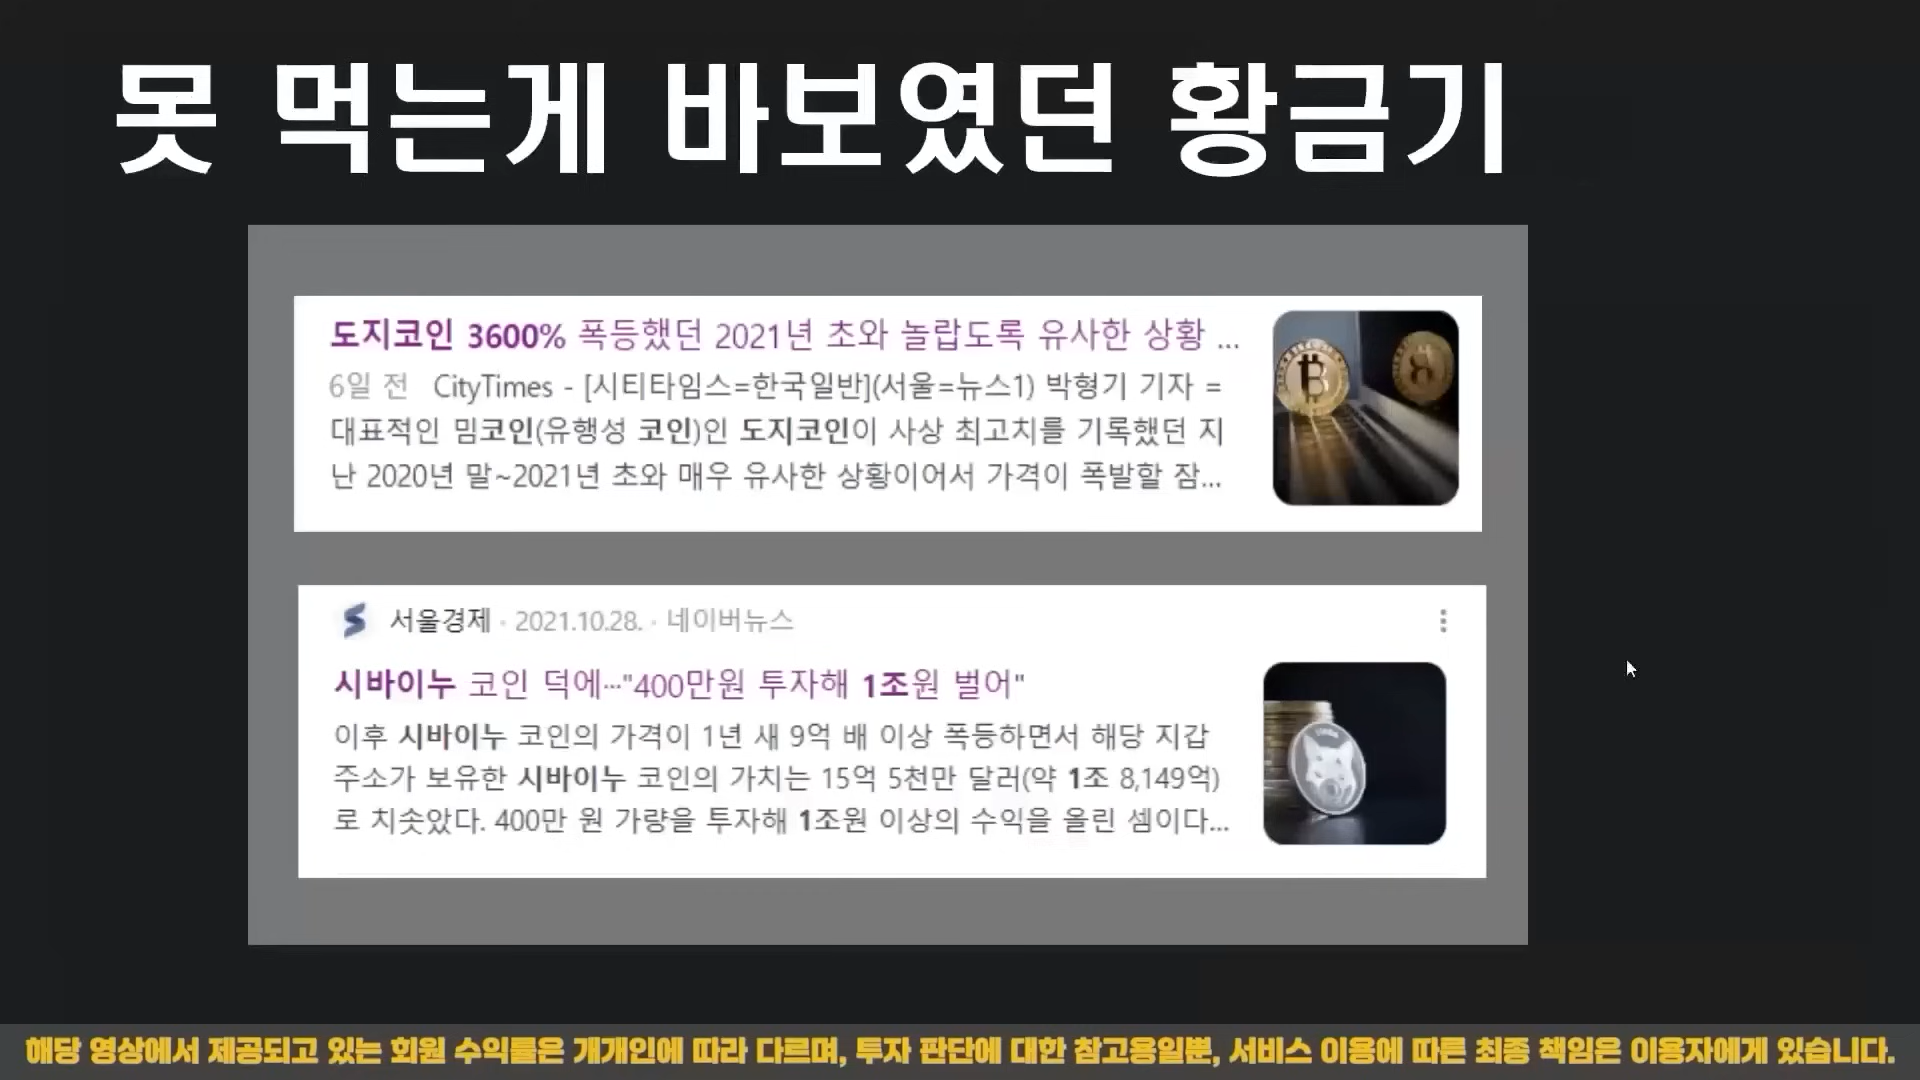 못 먹는게 바보였던 황금기
도지코인 3600% 폭등했던 2021년 초와 놀랍도록 유사한 상황 ...
6일 전 CityTimes - [시티타임스=한국일반](서울=뉴스1) 박형기 기자 =
대표적인 밈코인(유행성 코인)인 도지코인이 사상 최고치를 기록했던 지
난 2020년 말~2021년 초와 매우 유사한 상황이어서 가격이 폭발할 잠...
서울경제 · 2021.10.28. · 네이버뉴스
시바이누 코인 덕에…"400만원 투자해 1조원 벌어"
이후 시바이누 코인의 가격이 1년 새 9억 배 이상 폭등하면서 해당 지갑
주소가 보유한 시바이누 코인의 가치는 15억 5천만 달러(약 1조 8,149억)
로 치솟았다. 400만 원 가량을 투자해 1조원 이상의 수익을 올린 셈이다...
해당 영상에서 제공되고 있는 회원 수익률은 개개인에 따라 다르며, 투자 판단에 대한 참고용일뿐, 서비스 이용에 따른 최종 책임은 이용자에게 있습니다.